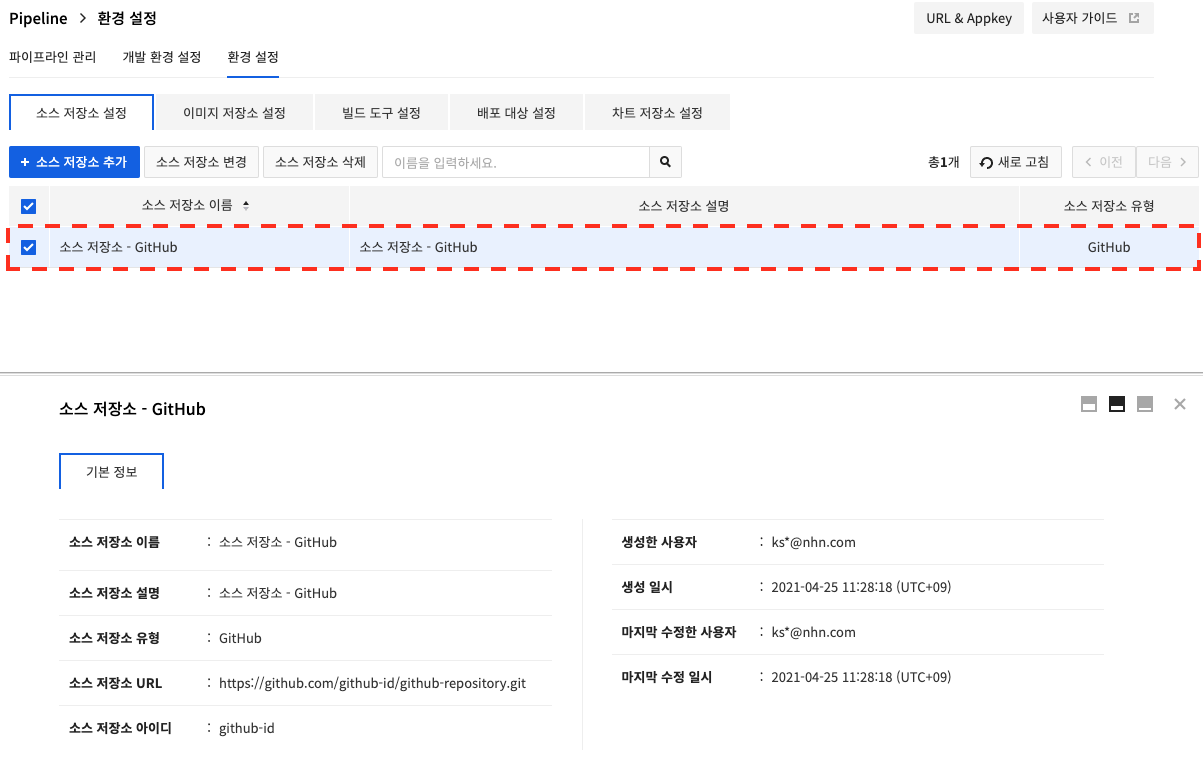 Pipeline > 환경 설정
URL & Appkey
사용자 가이드
파이프라인 관리 개발 환경 설정 환경 설정
소스 저장소 설정 이미지 저장소 설정 빌드 도구 설정 배포 대상 설정 차트 저장소 설정
+ 소스 저장소 추가 소스 저장소 변경 소스 저장소 삭제 이름을 입력하세요. 총1개 새로 고침 < 이전 다음 >
소스 저장소 이름 소스 저장소 설명 소스 저장소 유형
소스 저장소 - GitHub 소스 저장소 - GitHub GitHub
소스 저장소 - GitHub
기본 정보
소스 저장소 이름 : 소스 저장소 - GitHub
소스 저장소 설명 : 소스 저장소 - GitHub
소스 저장소 유형 : GitHub
소스 저장소 URL : https://github.com/github-id/github-repository.git
소스 저장소 아이디 : github-id
생성한 사용자 : ks*@nhn.com
생성 일시 : 2021-04-25 11:28:18 (UTC+09)
마지막 수정한 사용자 : ks*@nhn.com
마지막 수정 일시 : 2021-04-25 11:28:18 (UTC+09)